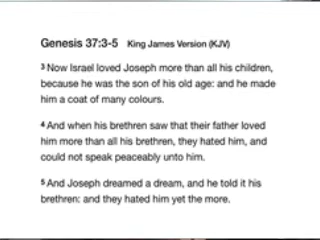 Genesis 37:3-5 King James Version (KJV)
3 Now Israel loved Joseph more than all his children,
because he was the son of his old age: and he made
him a coat of many colours.
4 And when his brethren saw that their father loved
him more than all his brethren, they hated him, and
could not speak peaceably unto him.
5 And Joseph dreamed a dream, and he told it his
brethren: and they hated him yet the more.